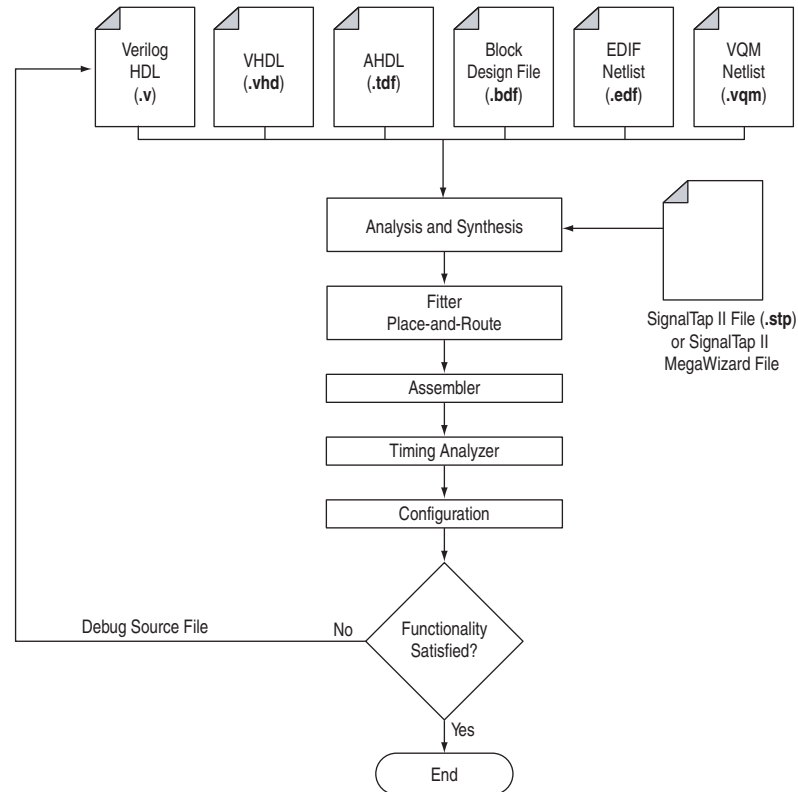 Verilog
HDL
(.v)
VHDL
(.vhd)
AHDL
(.tdf)
Block
Design File
(.bdf)
EDIF
Netlist
(.edf)
VQM
Netlist
(.vqm)
Analysis and Synthesis
SignalTap II File (.stp)
or SignalTap II
MegaWizard File
Fitter
Place-and-Route
Assembler
Timing Analyzer
Configuration
Debug Source File
No
Functionality
Satisfied?
Yes
End